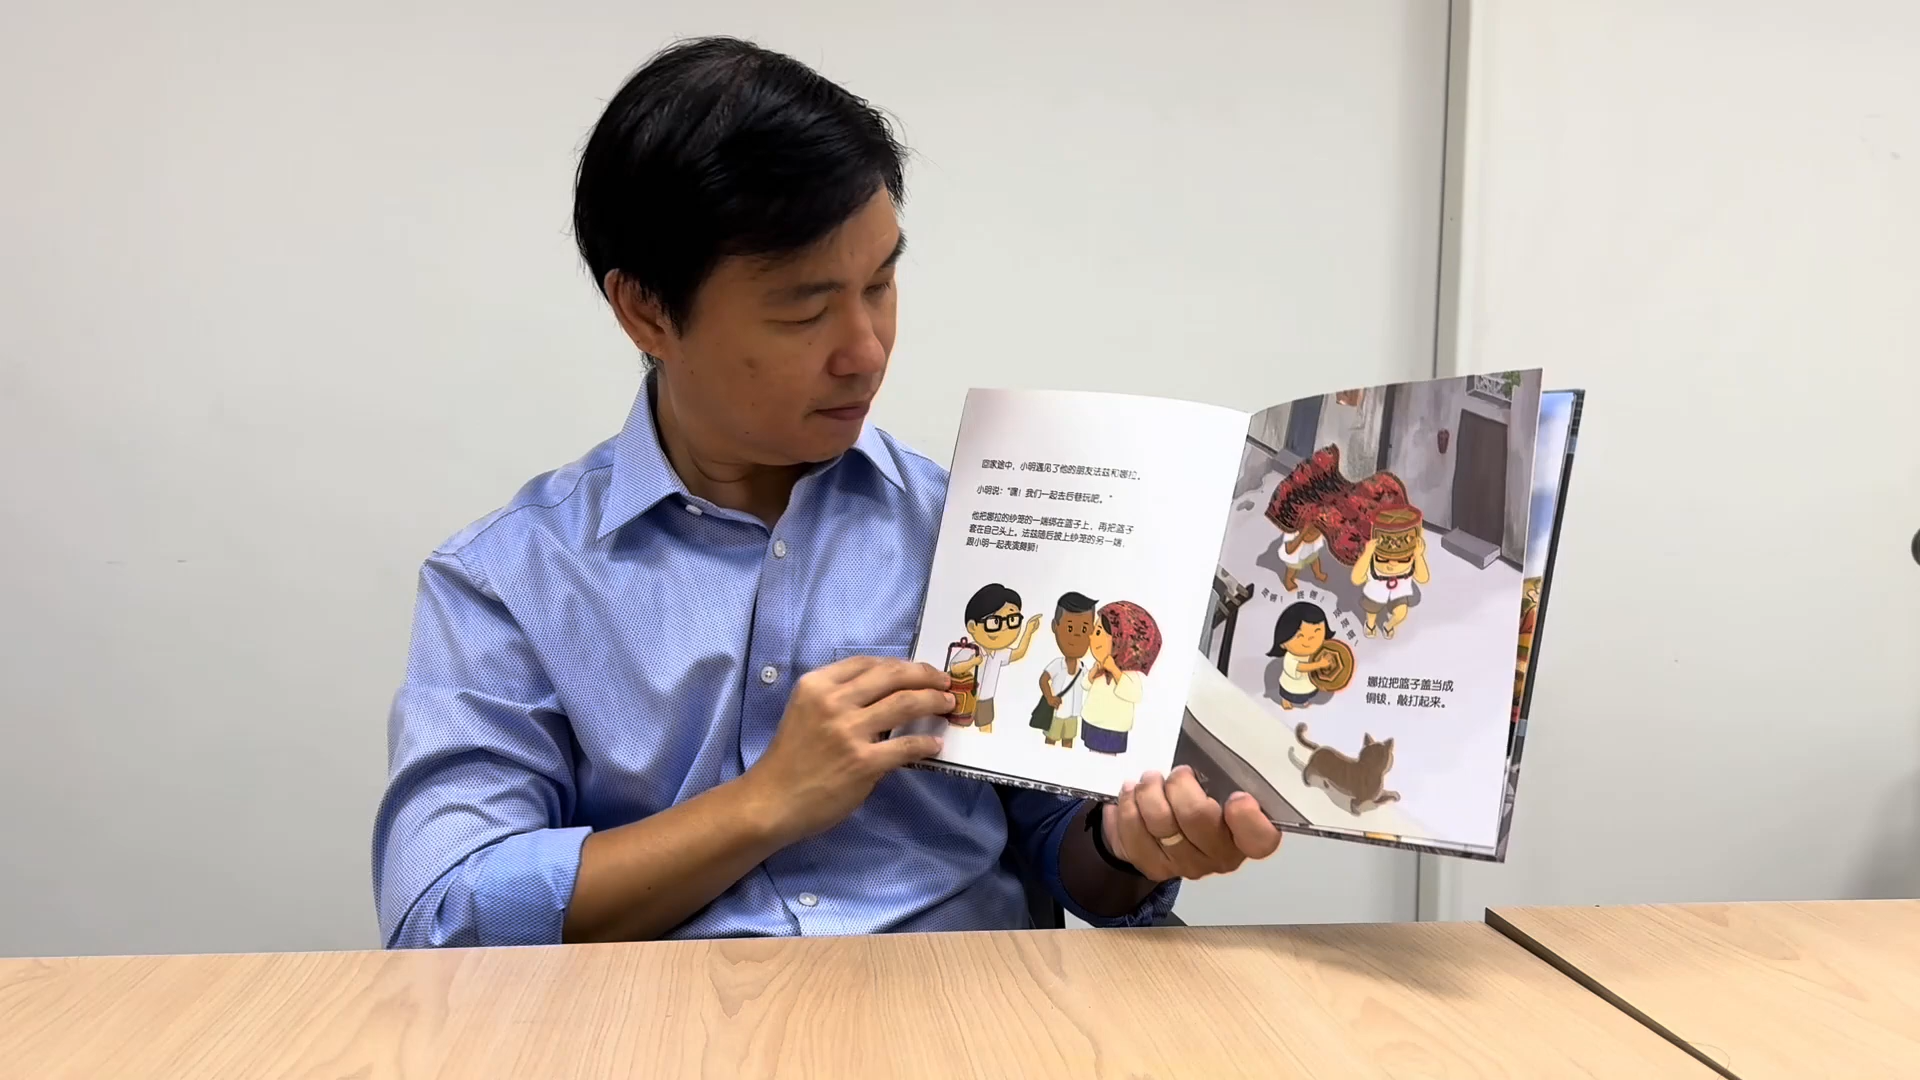 回家途中，小明遇见了他的朋友法兹和娜拉。
小明说：“嘿！我们一起去后巷玩吧。”
他把娜拉的纱笼的一端绑在篮子上，再把篮子
套在自己头上。法兹随后披上纱笼的另一端，
跟小明一起表演舞狮！
娜拉把篮子盖当成
铜钹，敲打起来。